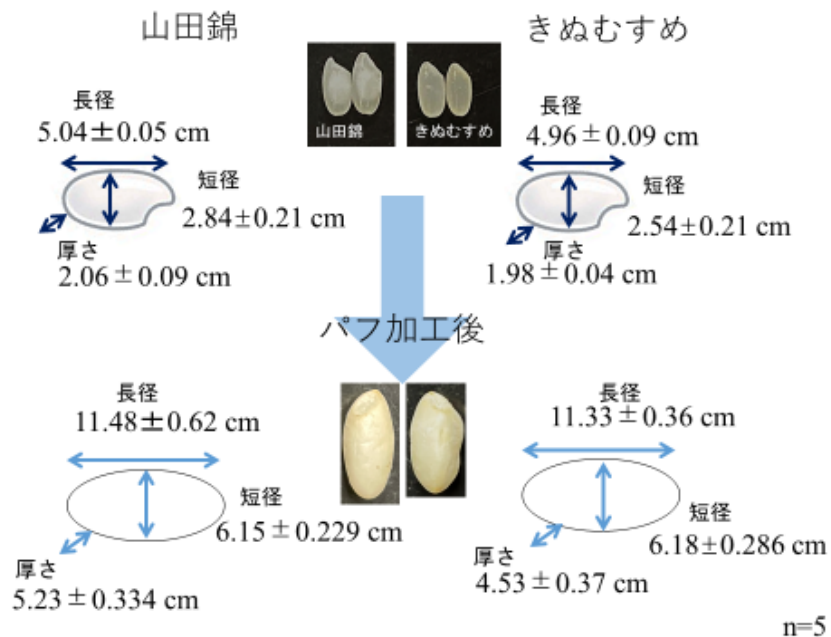 山田錦
きぬむすめ
山田錦
きぬむすめ
長径
5.04±0.05 cm
短径
2.84±0.21 cm
厚さ
2.06±0.09 cm
長径
4.96±0.09 cm
短径
2.54±0.21 cm
厚さ
1.98±0.04 cm
パフ加工後
長径
11.48±0.62 cm
短径
6.15±0.229 cm
厚さ
5.23±0.334 cm
長径
11.33±0.36 cm
短径
6.18±0.286 cm
厚さ
4.53±0.37 cm
n=5